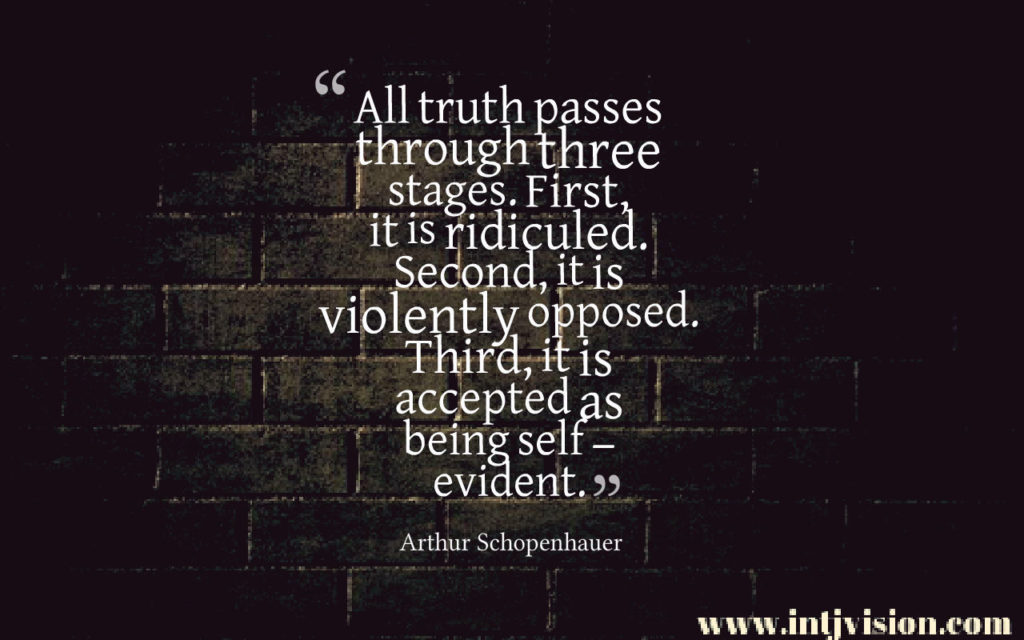 “All truth passes
through three
stages. First,
it is ridiculed.
Second, it is
violently opposed.
Third, it is
accepted as
being self –
evident.”
Arthur Schopenhauer
www.intjvision.com